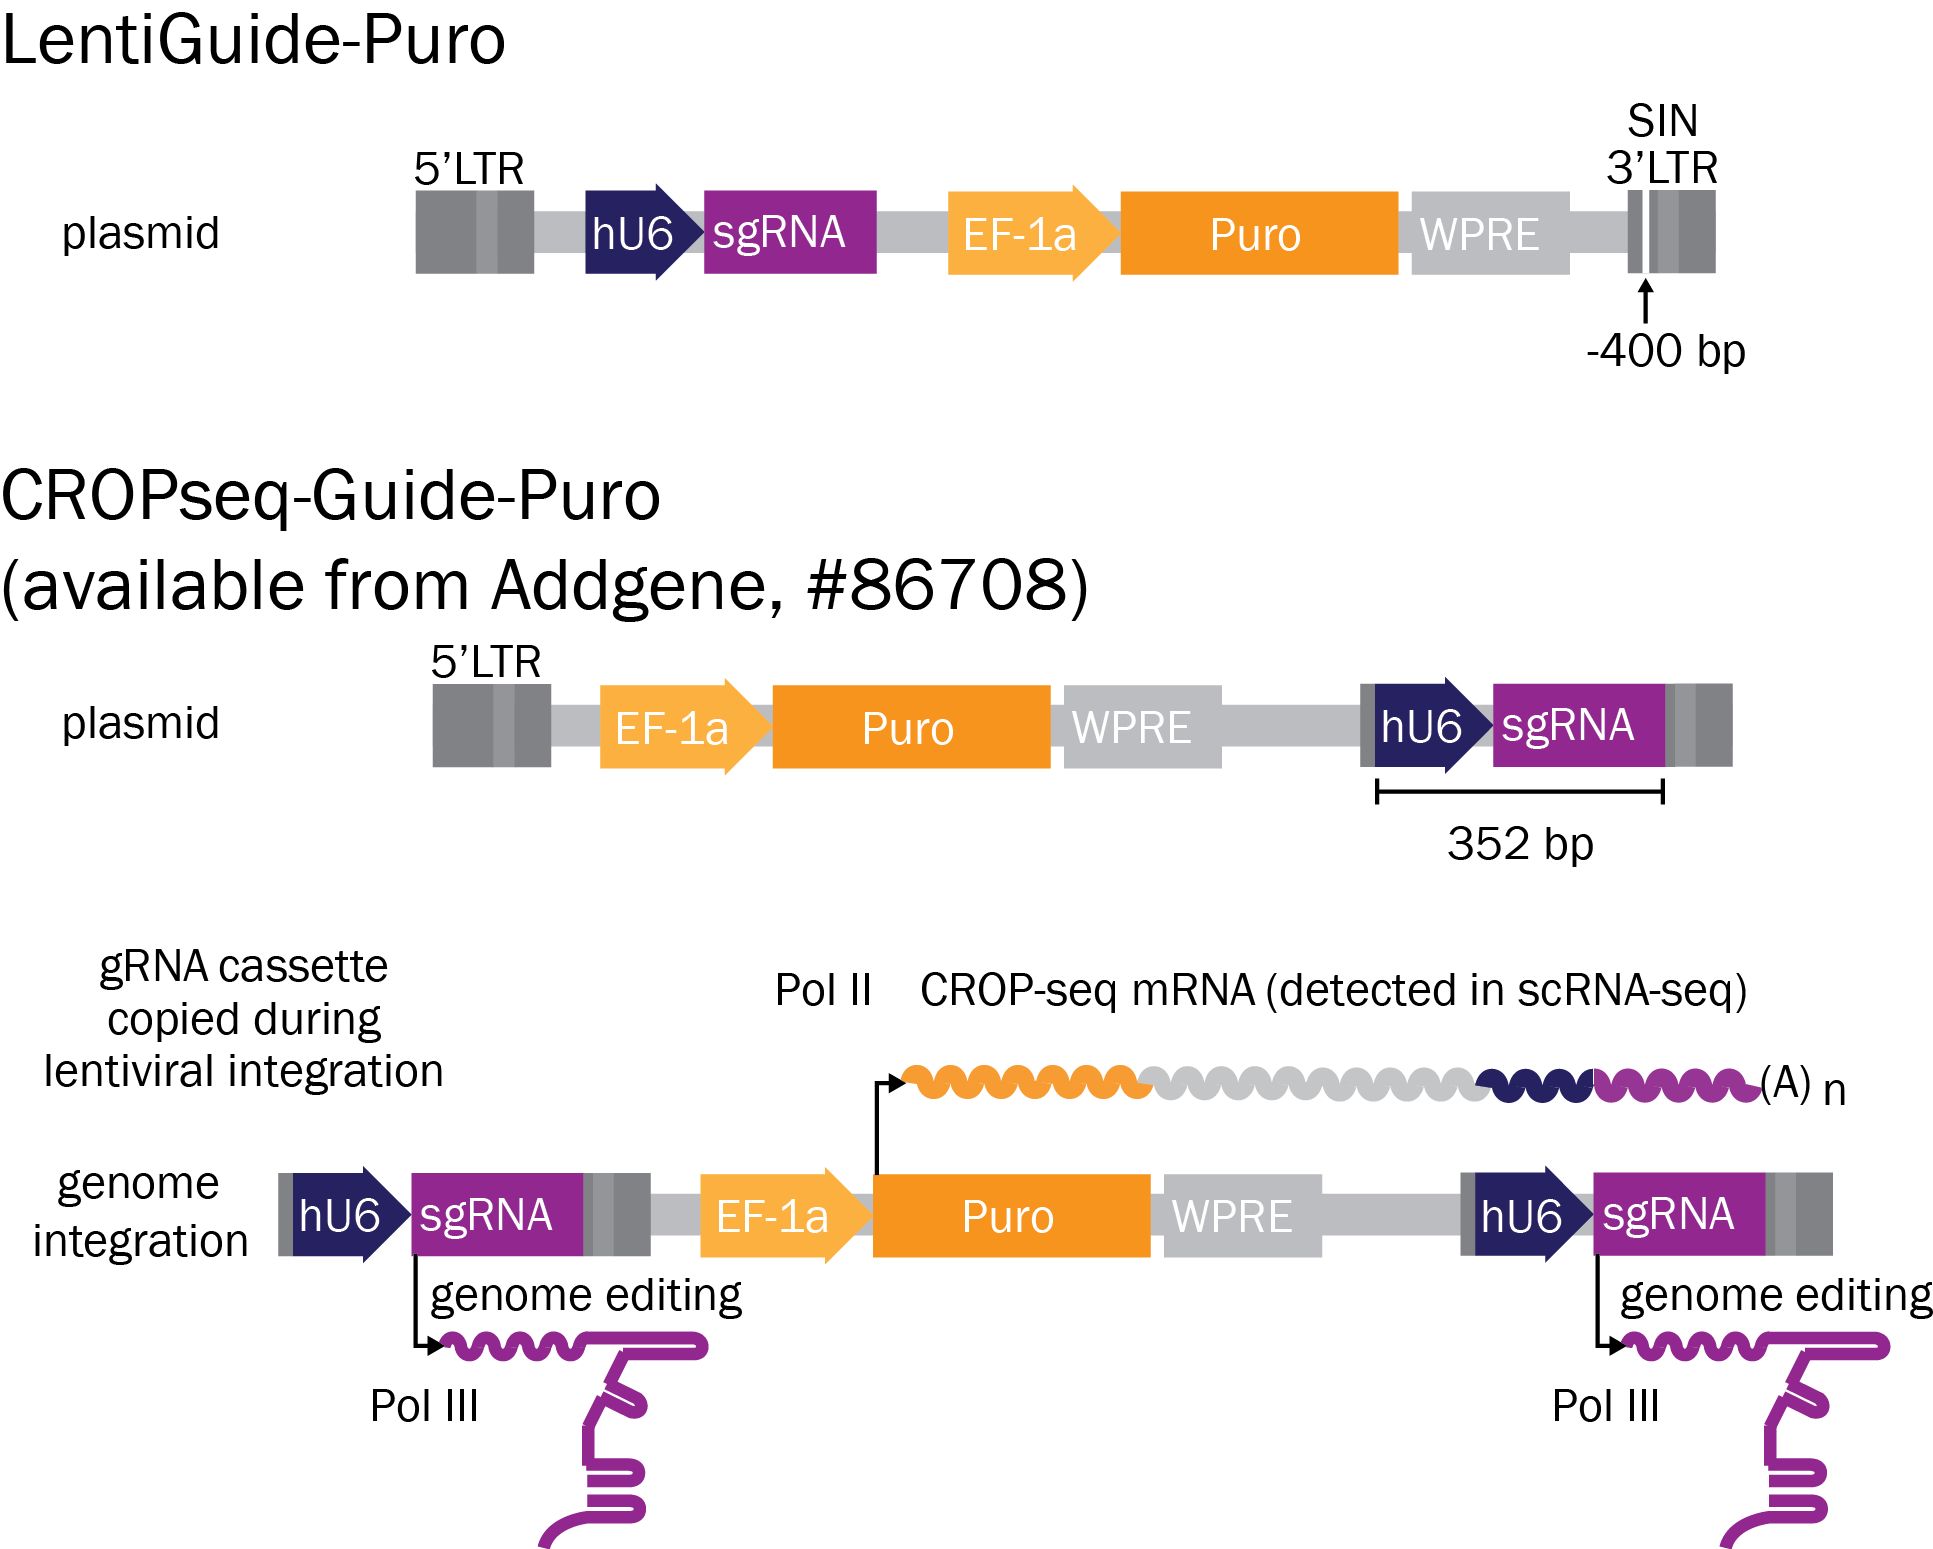 LentiGuide-Puro
SIN
5’LTR
3’LTR
plasmid
hU6
sgRNA
EF-1a
Puro
WPRE
-400 bp
CROPseq-Guide-Puro
(available from Addgene, #86708)
5’LTR
plasmid
EF-1a
Puro
WPRE
hU6
sgRNA
352 bp
gRNA cassette
copied during
lentiviral integration
Pol II
CROP-seq mRNA (detected in scRNA-seq)
(A) n
genome
integration
hU6
sgRNA
EF-1a
Puro
WPRE
hU6
sgRNA
genome editing
genome editing
Pol III
Pol III